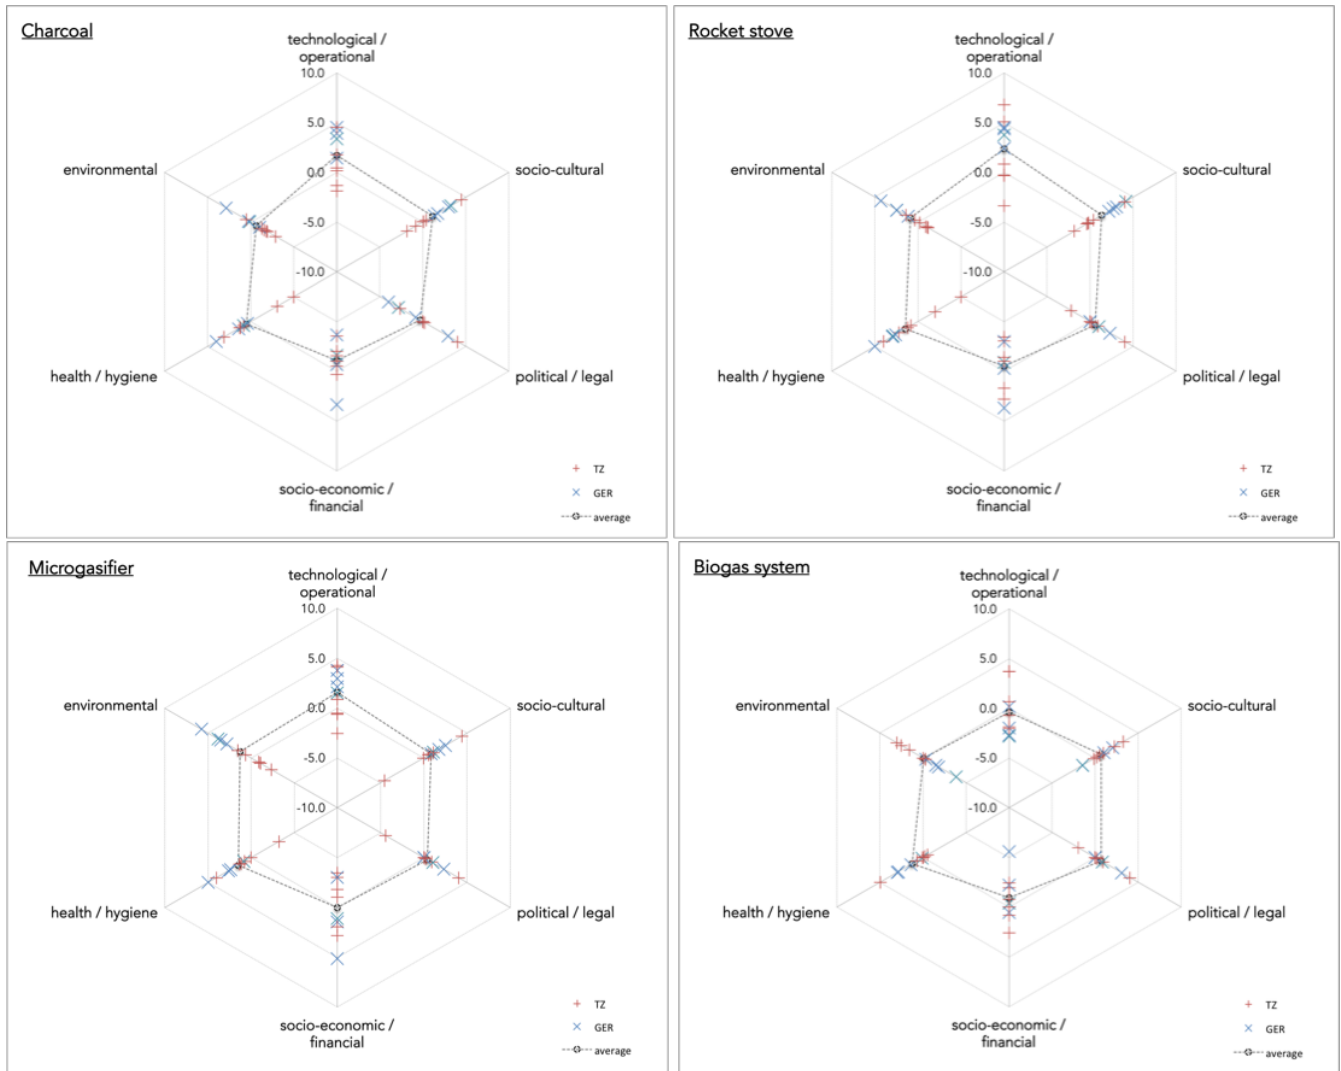 Charcoal
technological /
operational
10.0
5.0
0.0
-5.0
-10.0
environmental
socio-cultural
health / hygiene
political / legal
socio-economic /
financial
TZ
GER
average
Rocket stove
technological /
operational
10.0
5.0
0.0
-5.0
-10.0
environmental
socio-cultural
health / hygiene
political / legal
socio-economic /
financial
TZ
GER
average
Microgasifier
technological /
operational
10.0
5.0
0.0
-5.0
-10.0
environmental
socio-cultural
health / hygiene
political / legal
socio-economic /
financial
TZ
GER
average
Biogas system
technological /
operational
10.0
5.0
0.0
-5.0
-10.0
environmental
socio-cultural
health / hygiene
political / legal
socio-economic /
financial
TZ
GER
average